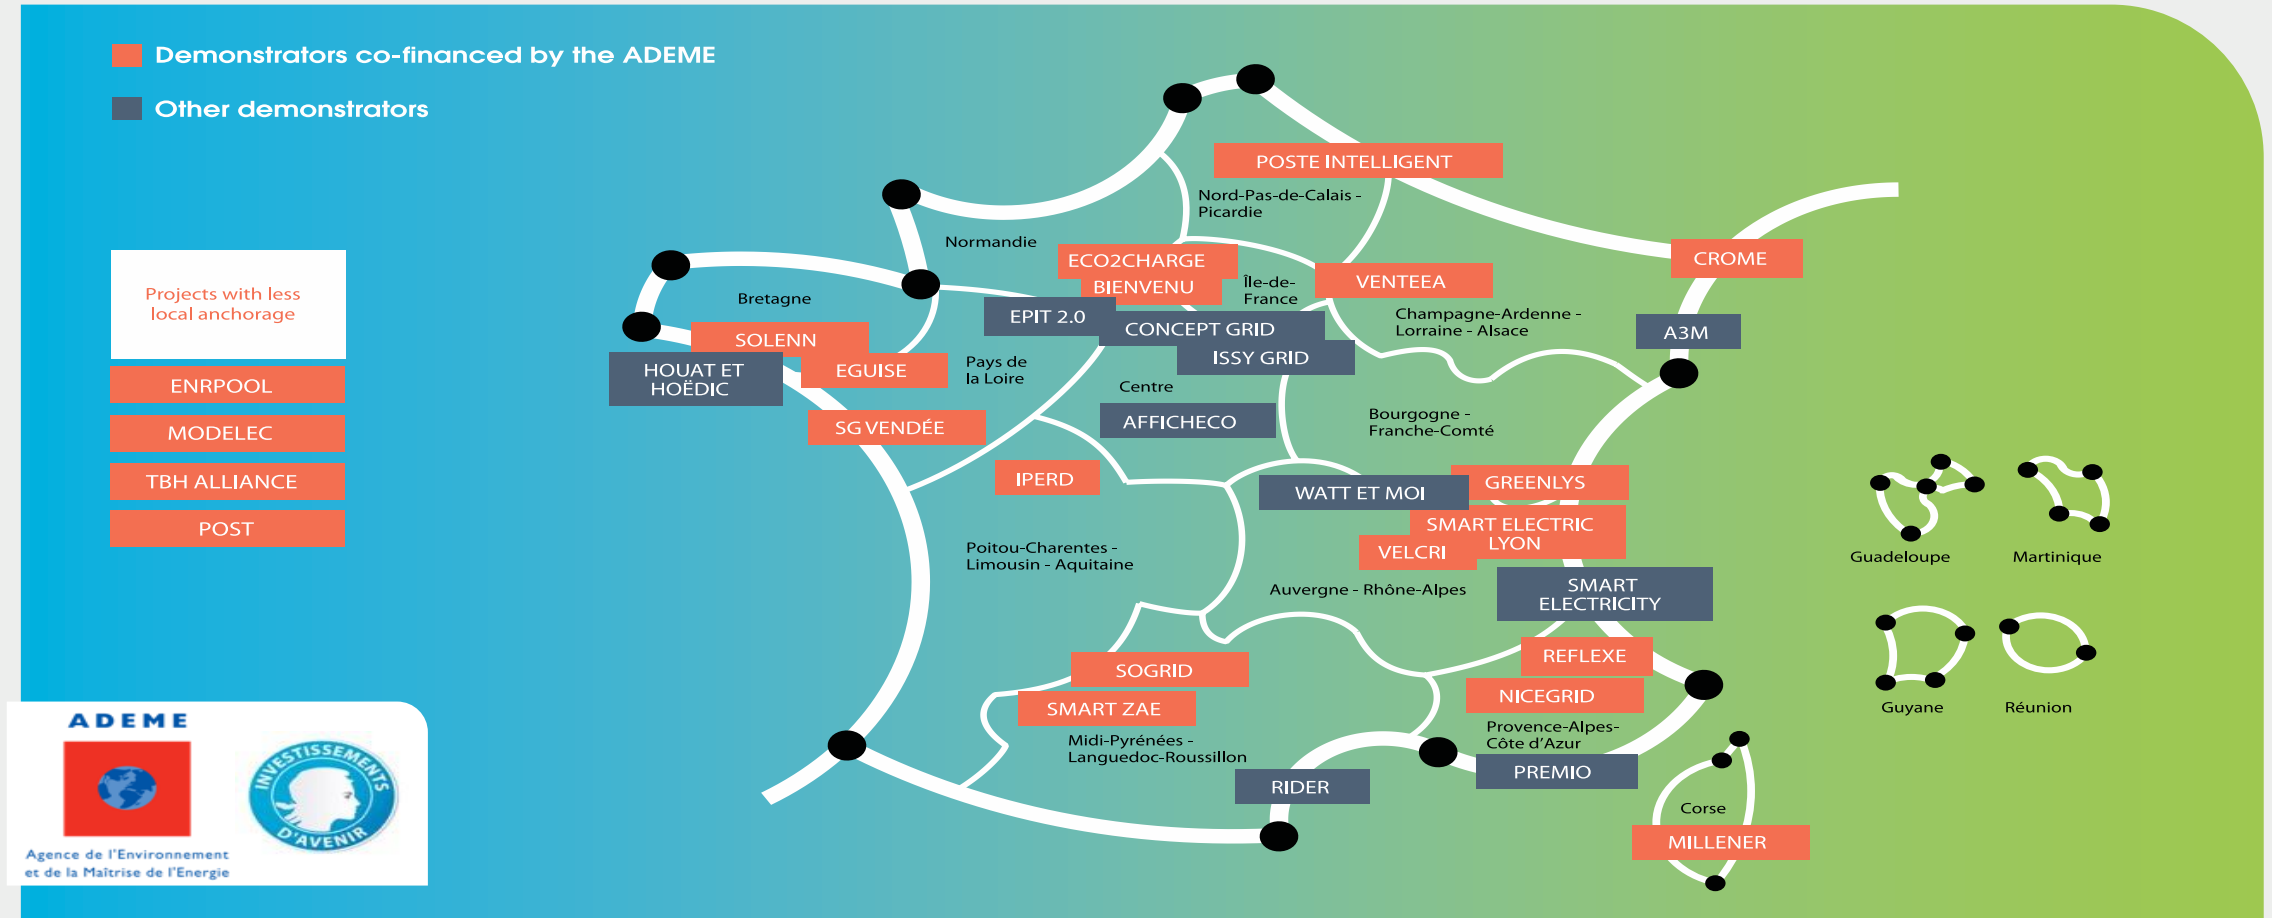 Demonstrators co-financed by the ADEME
Other demonstrators
Projects with less
local anchorage
ENRPOOL
MODELEC
TBH ALLIANCE
POST
POSTE INTELLIGENT
Nord-Pas-de-Calais -
Picardie
Normandie
ECO2CHARGE
BIENVENU
Île-de-
France
VENTEEA
CROME
Bretagne
EPIT 2.0
CONCEPT GRID
ISSY GRID
Champagne-Ardenne -
Lorraine - Alsace
A3M
SOLENN
HOUAT ET
HOËDIC
EGUISE
Pays de
la Loire
Centre
AFFICHECO
SG VENDÉE
Bourgogne -
Franche-Comté
IPERD
WATT ET MOI
GREENLYS
SMART ELECTRIC
LYON
VELCRI
Poitou-Charentes -
Limousin - Aquitaine
Auvergne - Rhône-Alpes
SMART
ELECTRICITY
SOGRID
SMART ZAE
Midi-Pyrénées -
Languedoc-Roussillon
REFLEXE
NICEGRID
Provence-Alpes-
Côte d'Azur
PREMIO
RIDER
Corse
MILLENER
Guadeloupe
Martinique
Guyane
Réunion
ADEME
Agence de l'Environnement
et de la Maîtrise de l'Energie
INVESTISSEMENTS
D'AVENIR